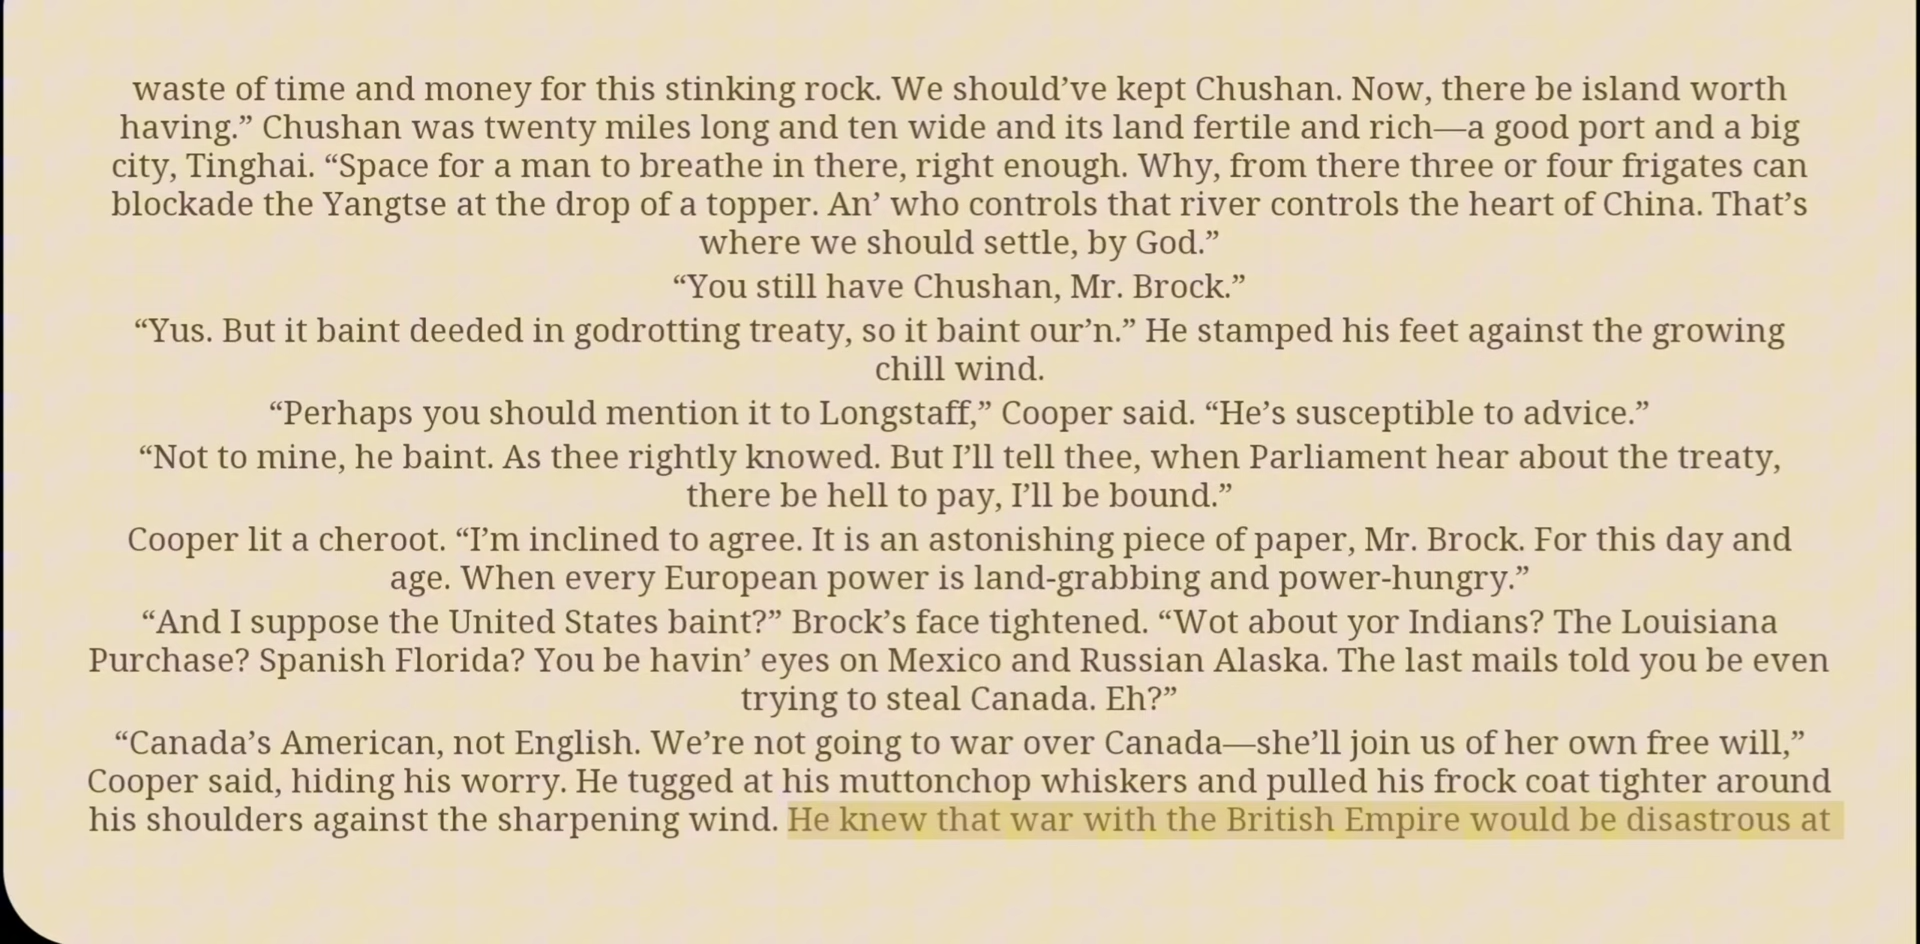 waste of time and money for this stinking rock. We should’ve kept Chushan. Now, there be island worth
having.” Chushan was twenty miles long and ten wide and its land fertile and rich—a good port and a big
city, Tinghai. “Space for a man to breathe in there, right enough. Why, from there three or four frigates can
blockade the Yangtse at the drop of a topper. An’ who controls that river controls the heart of China. That’s
where we should settle, by God.”
“You still have Chushan, Mr. Brock.”
“Yus. But it baint deeded in godrotting treaty, so it baint our’n.” He stamped his feet against the growing
chill wind.
“Perhaps you should mention it to Longstaff,” Cooper said. “He’s susceptible to advice.”
“Not to mine, he baint. As thee rightly knowed. But I’ll tell thee, when Parliament hear about the treaty,
there be hell to pay, I’ll be bound.”
Cooper lit a cheroot. “I’m inclined to agree. It is an astonishing piece of paper, Mr. Brock. For this day and
age. When every European power is land-grabbing and power-hungry.”
“And I suppose the United States baint?” Brock’s face tightened. “Wot about yor Indians? The Louisiana
Purchase? Spanish Florida? You be havin’ eyes on Mexico and Russian Alaska. The last mails told you be even
trying to steal Canada. Eh?”
“Canada’s American, not English. We’re not going to war over Canada—she’ll join us of her own free will,”
Cooper said, hiding his worry. He tugged at his muttonchop whiskers and pulled his frock coat tighter around
his shoulders against the sharpening wind. He knew that war with the British Empire would be disastrous at